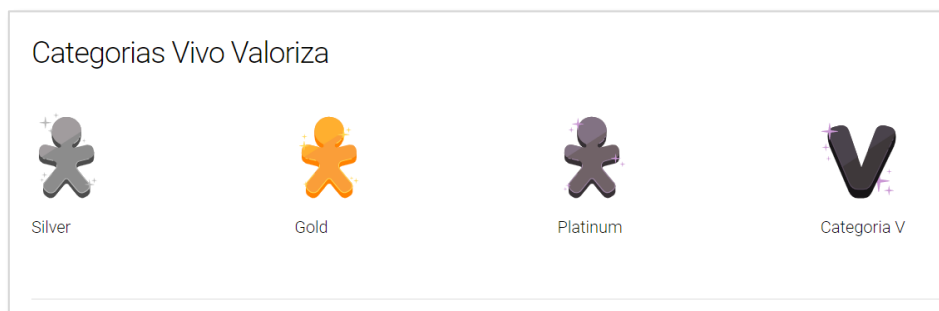 Categorias Vivo Valoriza
Silver
Gold
Platinum
Categoria V